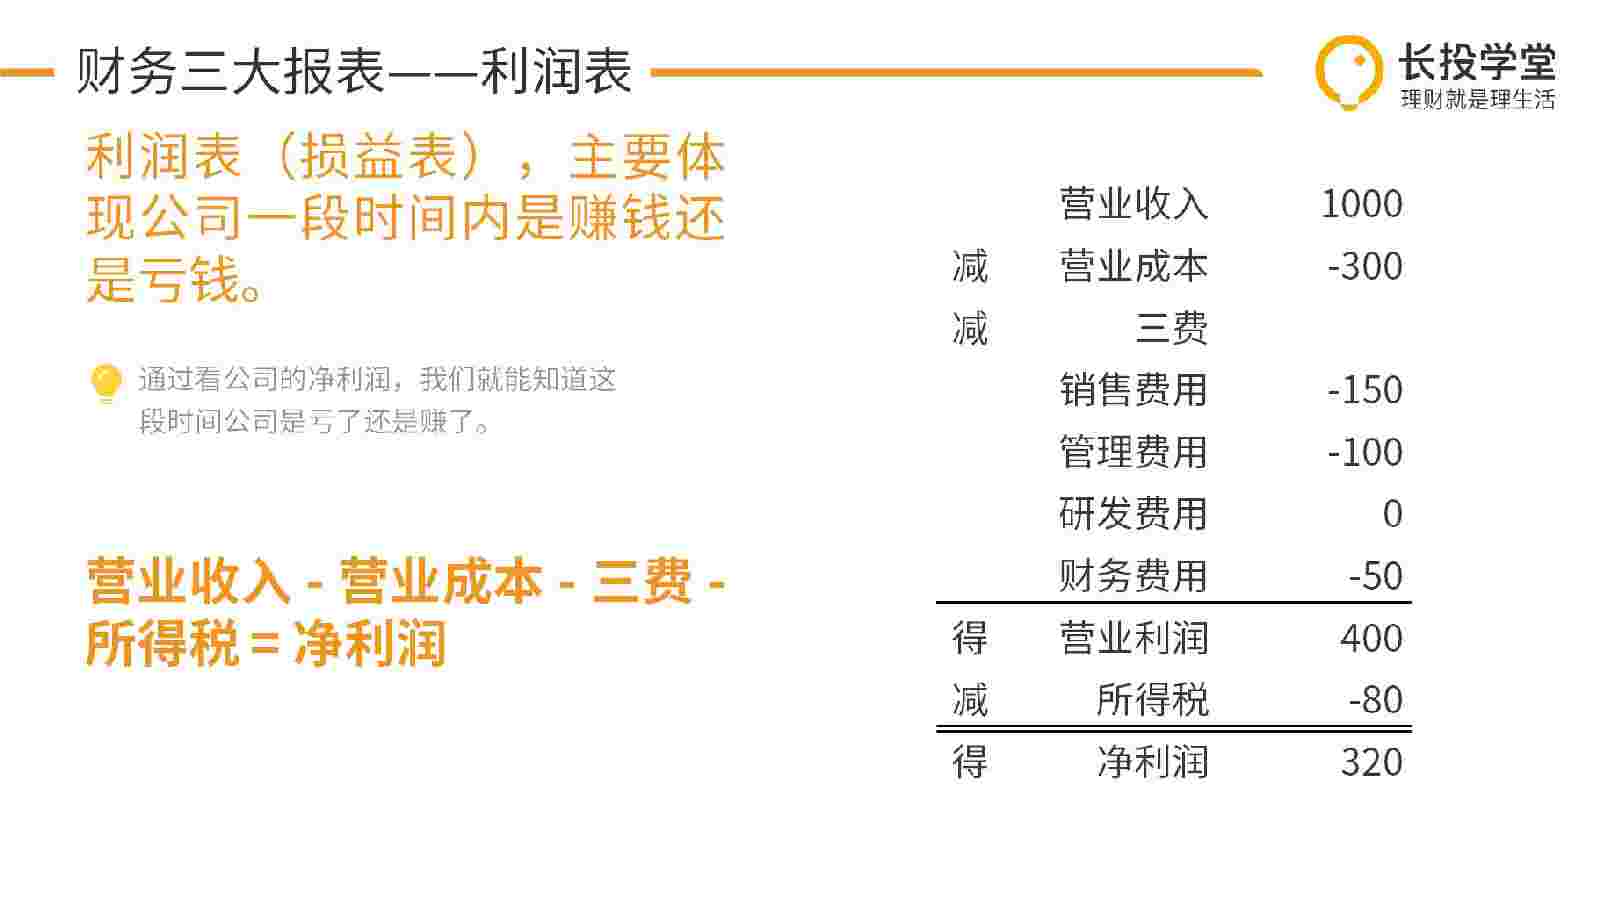 财务三大报表——利润表
长投学堂
理财就是理生活
利润表（损益表），主要体
现公司一段时间内是赚钱还
是亏钱。
通过看公司的净利润，我们就能知道这
段时间公司是亏了还是赚了。
营业收入 - 营业成本 - 三费 -
所得税 = 净利润
营业收入 1000
减 营业成本 -300
减 三费
销售费用 -150
管理费用 -100
研发费用 0
财务费用 -50
得 营业利润 400
减 所得税 -80
得 净利润 320